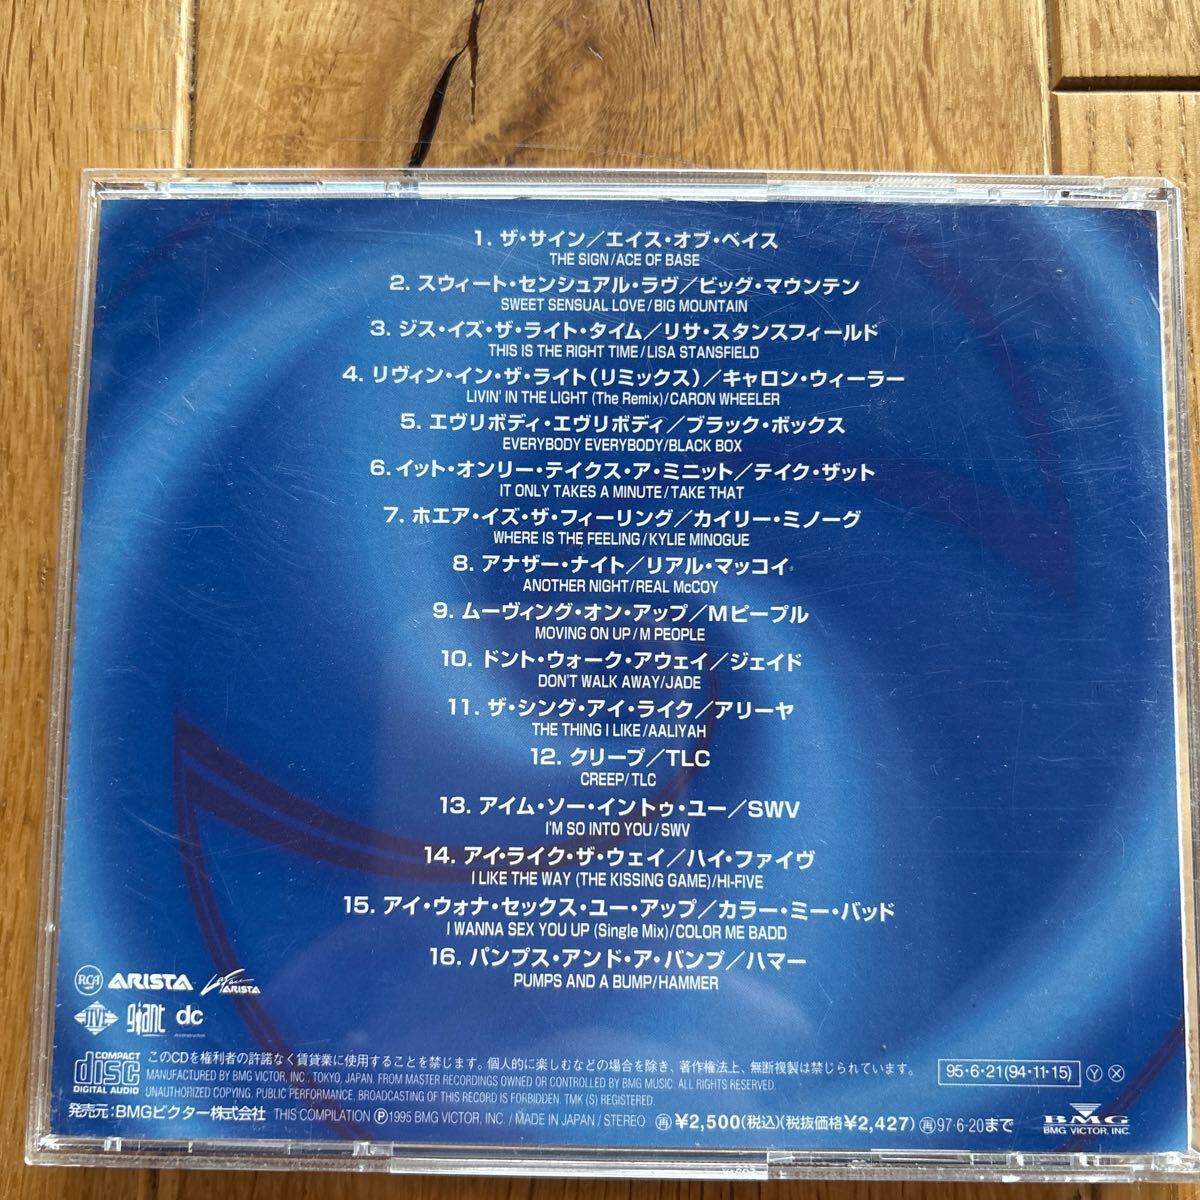 1. ザ・サイン／エイス・オブ・ベイス
THE SIGN/ACE OF BASE
2. スウィート・センシュアル・ラヴ／ビッグ・マウンテン
SWEET SENSUAL LOVE/BIG MOUNTAIN
3. ジス・イズ・ザ・ライト・タイム／リサ・スタンスフィールド
THIS IS THE RIGHT TIME/LISA STANSFIELD
4. リヴィン・イン・ザ・ライト（リミックス）／キャロン・ウィーラー
LIVIN' IN THE LIGHT (The Remix)/CARON WHEELER
5. エヴリボディ・エヴリボディ／ブラック・ボックス
EVERYBODY EVERYBODY/BLACK BOX
6. イット・オンリー・テイクス・ア・ミニット／テイク・ザット
IT ONLY TAKES A MINUTE/TAKE THAT
7. ホエア・イズ・ザ・フィーリング／カイリー・ミノーグ
WHERE IS THE FEELING/KYLIE MINOGUE
8. アナザー・ナイト／リアル・マッコイ
ANOTHER NIGHT/REAL McCOY
9. ムーヴィング・オン・アップ／Mピープル
MOVING ON UP/M PEOPLE
10. ドント・ウォーク・アウェイ／ジェイド
DON'T WALK AWAY/JADE
11. ザ・シング・アイ・ライク／アリーヤ
THE THING I LIKE/AALIYAH
12. クリープ／TLC
CREEP/TLC
13. アイム・ソー・イントゥ・ユー／SWV
I'M SO INTO YOU/SWV
14. アイ・ライク・ザ・ウェイ／ハイ・ファイヴ
I LIKE THE WAY (THE KISSING GAME)/HI-FIVE
15. アイ・ウォナ・セックス・ユー・アップ／カラー・ミー・バッド
I WANNA SEX YOU UP (Single Mix)/COLOR ME BADD
16. パンプス・アンド・ア・バンプ／ハマー
PUMPS AND A BUMP/HAMMER
RCA ARISTA LaFace ARISTA
JIVE giant dc
COMPACT disc DIGITAL AUDIO
このCDを権利者の許諾なく賃貸業に使用することを禁じます。個人的に楽しむなどの場合を除き、著作権法上、無断複製は禁じられています。
MANUFACTURED BY BMG VICTOR, INC. TOKYO, JAPAN. FROM MASTER RECORDINGS OWNED OR CONTROLLED BY BMG MUSIC. ALL RIGHTS RESERVED.
UNAUTHORIZED COPYING. PUBLIC PERFORMANCE, BROADCASTING OF THIS RECORD IS FORBIDDEN. TMK (S) REGISTERED.
95・6・21(94・11・15) Ⓨ ⓧ
発売元：BMGビクター株式会社 THIS COMPILATION Ⓟ1995 BMG VICTOR, INC. / MADE IN JAPAN / STEREO ㊢¥2,500(税込)(税抜価格¥2,427) ㊢97・6・20まで
BMG
BMG VICTOR, INC.